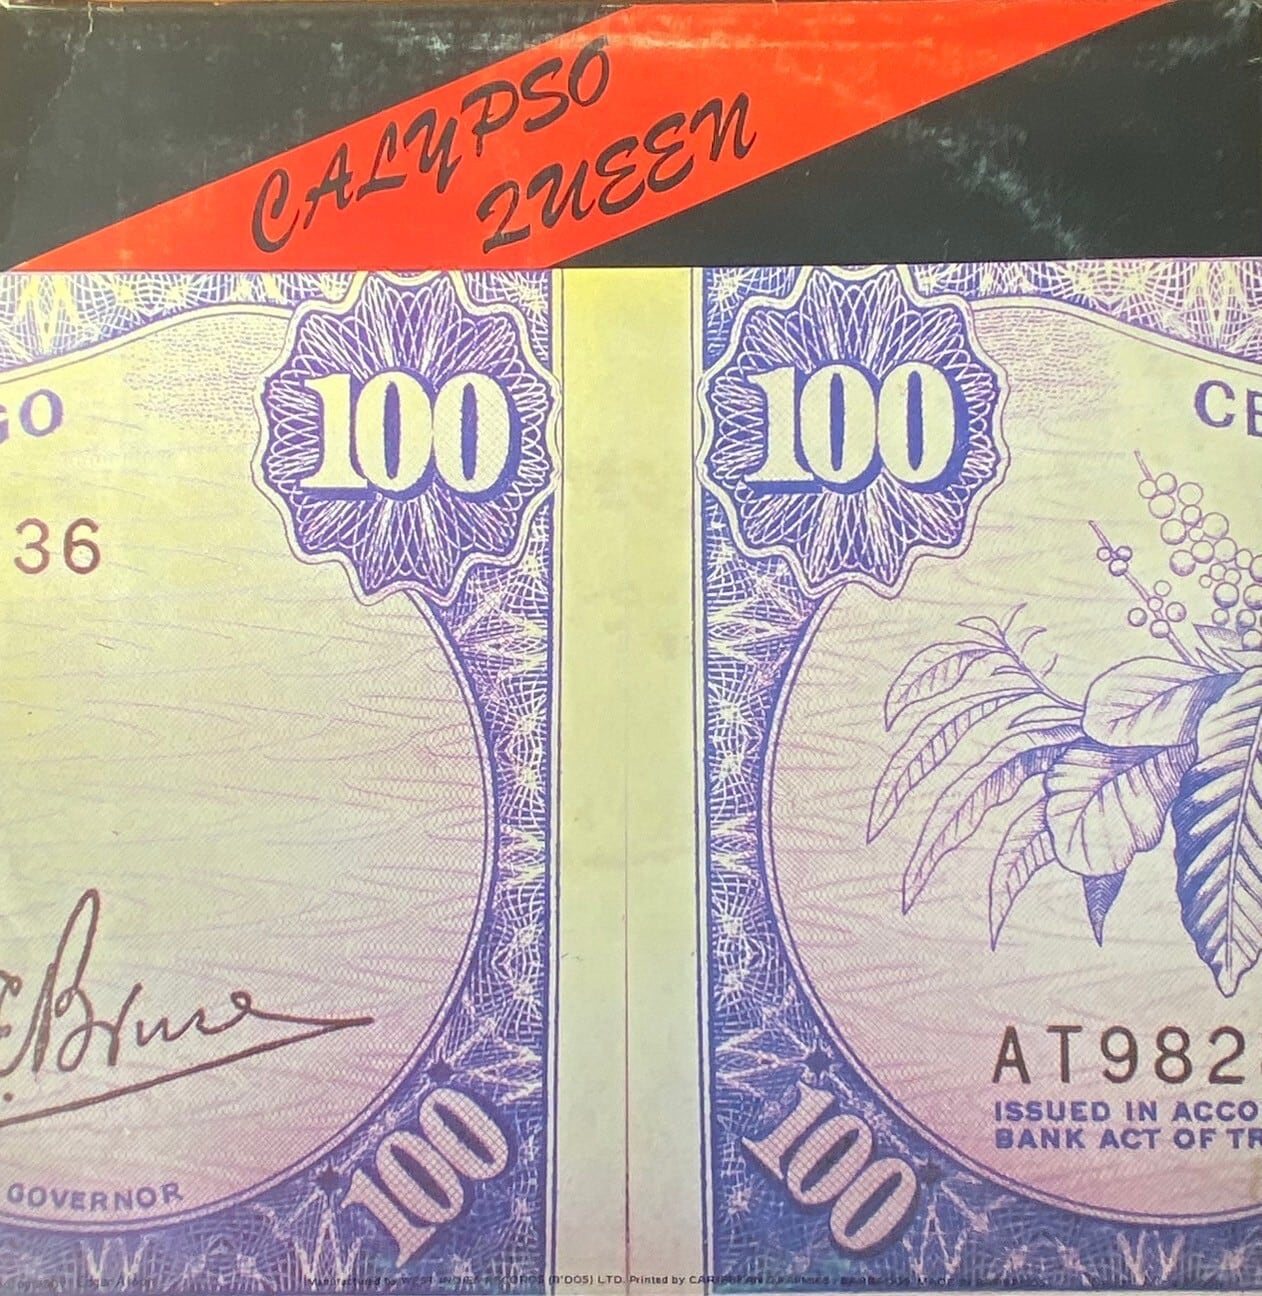 CALYPSO
QUEEN
100
100
GO
CE
36
AT982
ISSUED IN ACCO
BANK ACT OF TR
100
100
GOVERNOR
Manufactured by WEST INDIES RECORDS (B'DOS) LTD. Printed by